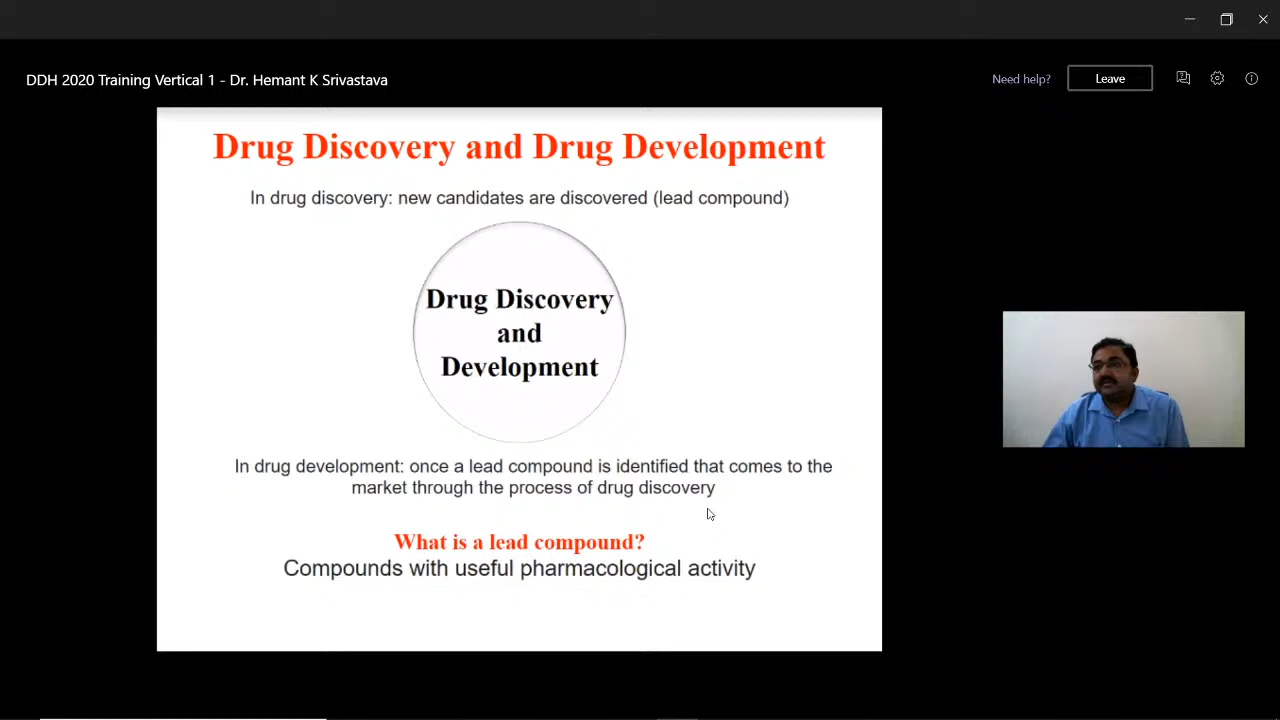 DDH 2020 Training Vertical 1 - Dr. Hemant K Srivastava
Need help?
Leave
Drug Discovery and Drug Development
In drug discovery: new candidates are discovered (lead compound)
Drug Discovery
and
Development
In drug development: once a lead compound is identified that comes to the
market through the process of drug discovery
What is a lead compound?
Compounds with useful pharmacological activity